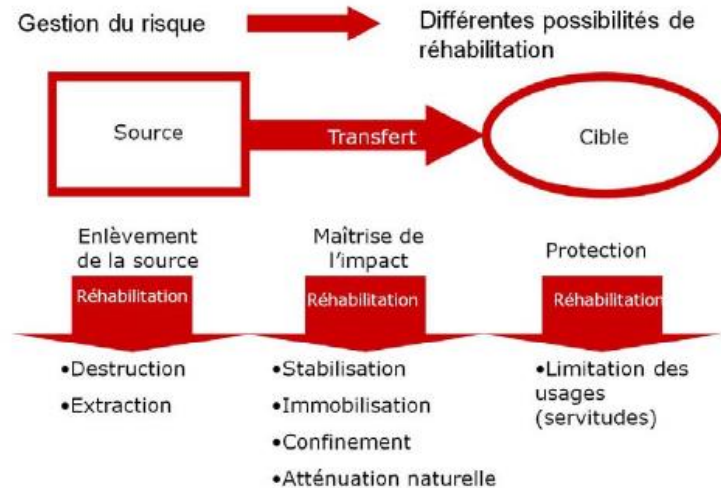 Gestion du risque
Différentes possibilités de
réhabilitation
Source
Transfert
Cible
Enlèvement
de la source
Maîtrise de
l'impact
Protection
Réhabilitation
Réhabilitation
Réhabilitation
•Destruction
•Extraction
•Stabilisation
•Immobilisation
•Confinement
•Atténuation naturelle
•Limitation des
usages
(servitudes)